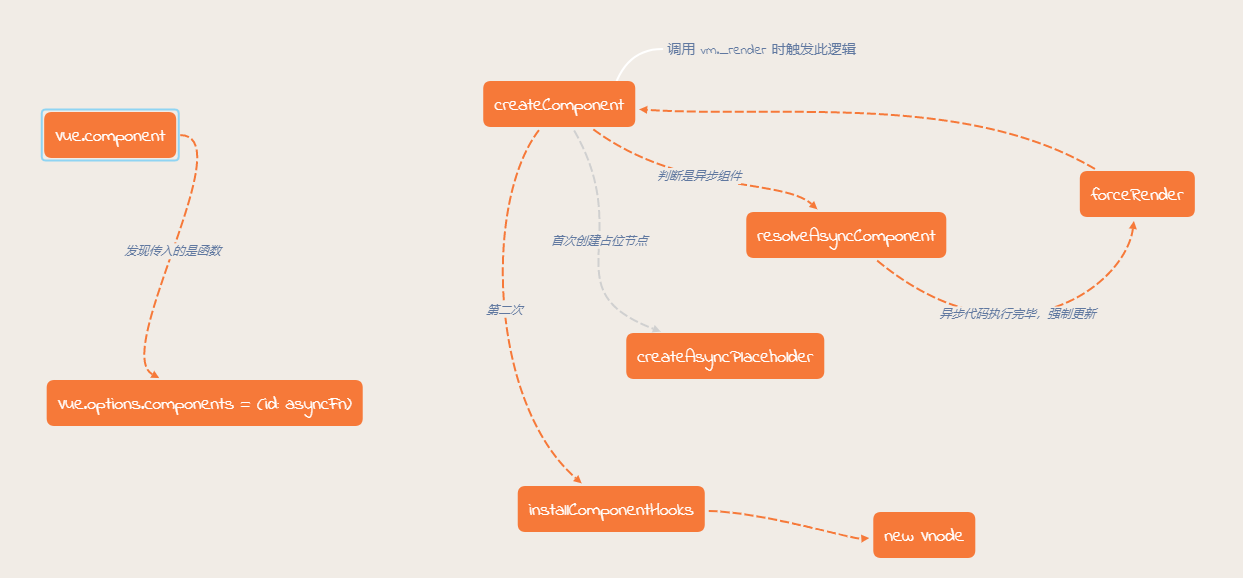 调用 vm._render 时触发此逻辑
createComponent
vue.component
判断是异步组件
forceRender
resolveAsyncComponent
发现传入的是函数
首次创建占位节点
第二次
异步代码执行完毕，强制更新
createAsyncPlaceholder
vue.options.components = (id: asyncFn)
installComponentHooks
new Vnode